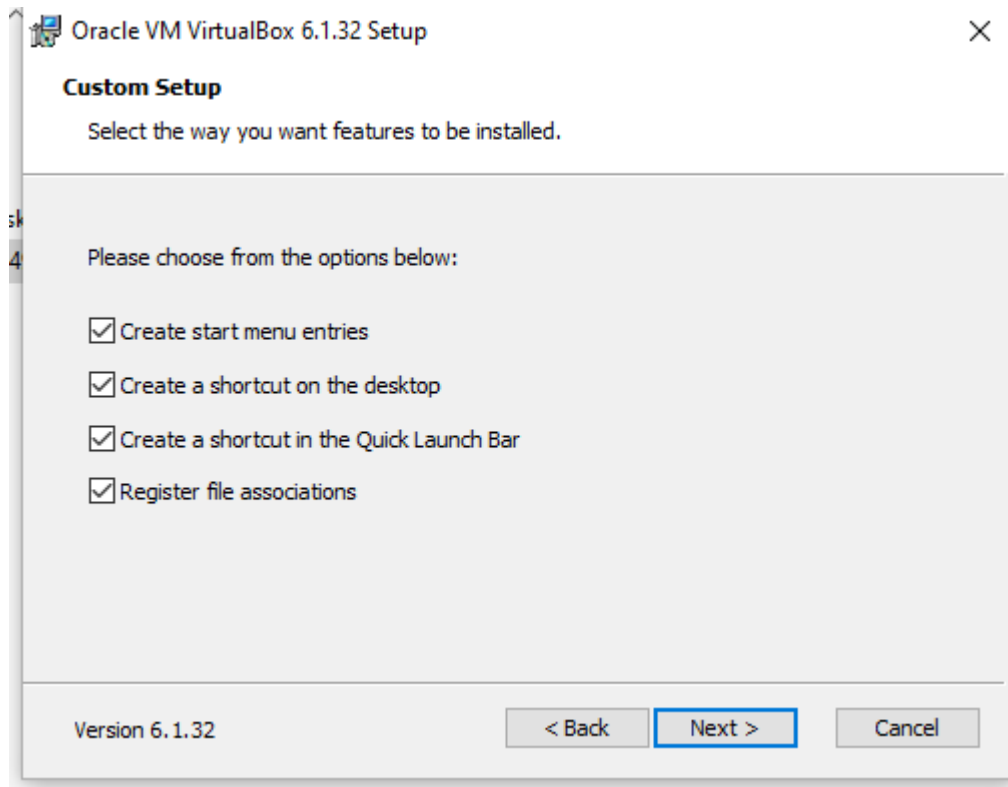 Oracle VM VirtualBox 6.1.32 Setup
Custom Setup
Select the way you want features to be installed.
Please choose from the options below:
Create start menu entries
Create a shortcut on the desktop
Create a shortcut in the Quick Launch Bar
Register file associations
Version 6.1.32
< Back
Next >
Cancel